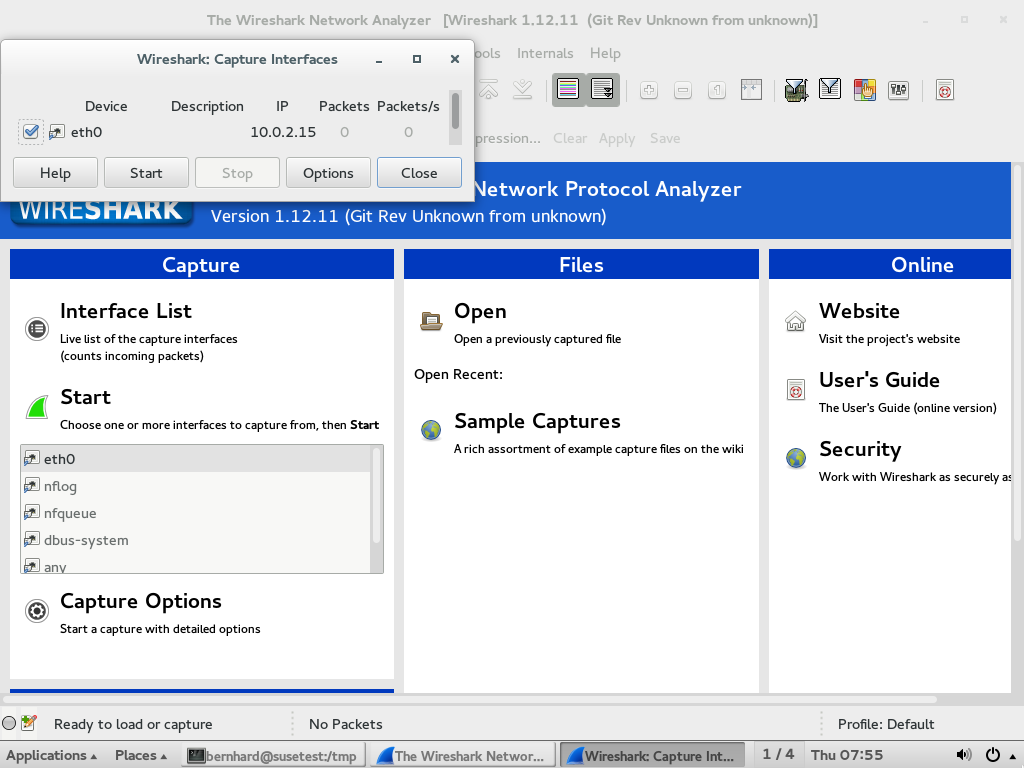 The Wireshark Network Analyzer   [Wireshark 1.12.11  (Git Rev Unknown from unknown)]
Wireshark: Capture Interfaces
Internals Help
Device Description IP Packets Packets/s
eth0 10.0.2.15 0 0
Clear Apply Save
Help Start Stop Options Close
Network Protocol Analyzer
WIRESHARK
Version 1.12.11 (Git Rev Unknown from unknown)
Capture
Interface List
Live list of the capture interfaces
(counts incoming packets)
Start
Choose one or more interfaces to capture from, then Start
eth0
nflog
nfqueue
dbus-system
any
Capture Options
Start a capture with detailed options
Files
Open
Open a previously captured file
Open Recent:
Sample Captures
A rich assortment of example capture files on the wiki
Online
Website
Visit the project's website
User's Guide
The User's Guide (online version)
Security
Work with Wireshark as securely as
Ready to load or capture No Packets Profile: Default
Applications Places bernhard@susetest:/tmp The Wireshark Networ... Wireshark: Capture Int... 1 / 4 Thu 07:55